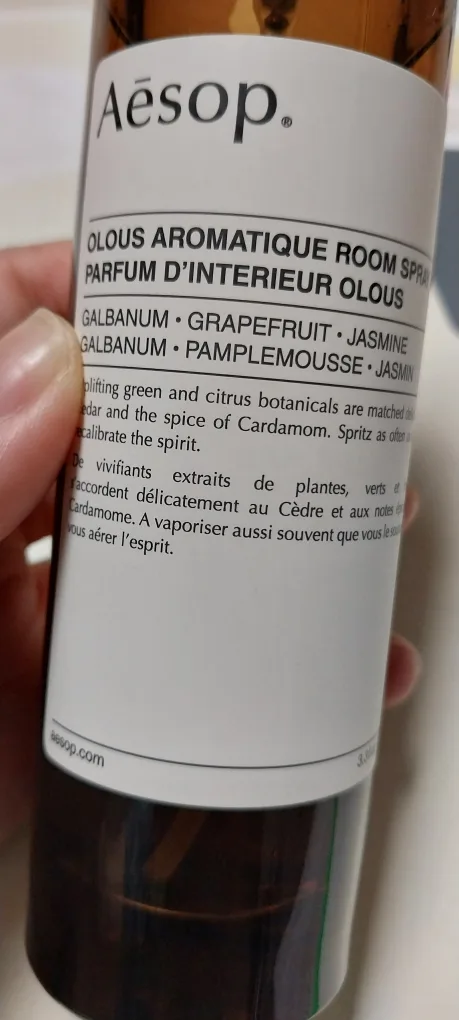 Aēsop®
OLOUS AROMATIQUE ROOM SPRA
PARFUM D'INTERIEUR OLOUS
GALBANUM • GRAPEFRUIT • JASMINE
GALBANUM • PAMPLEMOUSSE • JASMIN
plifting green and citrus botanicals are matched
edar and the spice of Cardamom. Spritz as often
ecalibrate the spirit.
De vivifiants extraits de plantes, verts et
'accordent délicatement au Cèdre et aux notes
Cardamome. A vaporiser aussi souvent que vous le
vous aérer l'esprit.
aesop.com